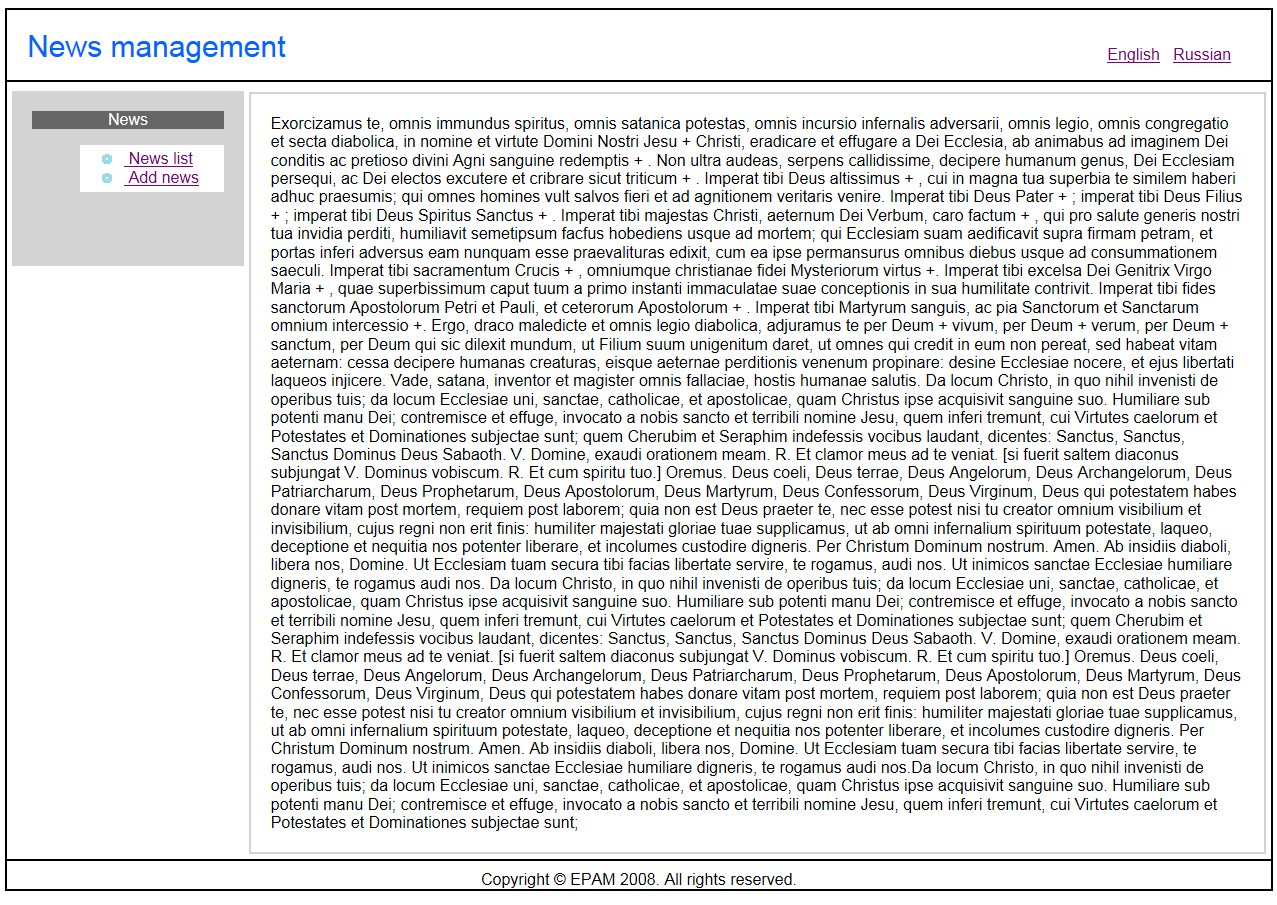 News management
English Russian
News
News list
Add news
Exorcizamus te, omnis immundus spiritus, omnis satanica potestas, omnis incursio infernalis adversarii, omnis legio, omnis congregatio
et secta diabolica, in nomine et virtute Domini Nostri Jesu + Christi, eradicare et effugare a Dei Ecclesia, ab animabus ad imaginem Dei
conditis ac pretioso divini Agni sanguine redemptis + . Non ultra audeas, serpens callidissime, decipere humanum genus, Dei Ecclesiam
persequi, ac Dei electos excutere et cribrare sicut triticum + . Imperat tibi Deus altissimus + , cui in magna tua superbia te similem haberi
adhuc praesumis; qui omnes homines vult salvos fieri et ad agnitionem veritaris venire. Imperat tibi Deus Pater + ; imperat tibi Deus Filius
+ ; imperat tibi Deus Spiritus Sanctus + . Imperat tibi majestas Christi, aeternum Dei Verbum, caro factum + , qui pro salute generis nostri
tua invidia perditi, humiliavit semetipsum facfus hobediens usque ad mortem; qui Ecclesiam suam aedificavit supra firmam petram, et
portas inferi adversus eam nunquam esse praevalituras edixit, cum ea ipse permansurus omnibus diebus usque ad consummationem
saeculi. Imperat tibi sacramentum Crucis + , omniumque christianae fidei Mysteriorum virtus +. Imperat tibi excelsa Dei Genitrix Virgo
Maria + , quae superbissimum caput tuum a primo instanti immaculatae suae conceptionis in sua humilitate contrivit. Imperat tibi fides
sanctorum Apostolorum Petri et Pauli, et ceterorum Apostolorum + . Imperat tibi Martyrum sanguis, ac pia Sanctorum et Sanctarum
omnium intercessio +. Ergo, draco maledicte et omnis legio diabolica, adjuramus te per Deum + vivum, per Deum + verum, per Deum +
sanctum, per Deum qui sic dilexit mundum, ut Filium suum unigenitum daret, ut omnes qui credit in eum non pereat, sed habeat vitam
aeternam: cessa decipere humanas creaturas, eisque aeternae perditionis venenum propinare: desine Ecclesiae nocere, et ejus libertati
laqueos injicere. Vade, satana, inventor et magister omnis fallaciae, hostis humanae salutis. Da locum Christo, in quo nihil invenisti de
operibus tuis; da locum Ecclesiae uni, sanctae, catholicae, et apostolicae, quam Christus ipse acquisivit sanguine suo. Humiliare sub
potenti manu Dei; contremisce et effuge, invocato a nobis sancto et terribili nomine Jesu, quem inferi tremunt, cui Virtutes caelorum et
Potestates et Dominationes subjectae sunt; quem Cherubim et Seraphim indefessis vocibus laudant, dicentes: Sanctus, Sanctus,
Sanctus Dominus Deus Sabaoth. V. Domine, exaudi orationem meam. R. Et clamor meus ad te veniat. [si fuerit saltem diaconus
subjungat V. Dominus vobiscum. R. Et cum spiritu tuo.] Oremus. Deus coeli, Deus terrae, Deus Angelorum, Deus Archangelorum, Deus
Patriarcharum, Deus Prophetarum, Deus Apostolorum, Deus Martyrum, Deus Confessorum, Deus Virginum, Deus qui potestatem habes
donare vitam post mortem, requiem post laborem; quia non est Deus praeter te, nec esse potest nisi tu creator omnium visibilium et
invisibilium, cujus regni non erit finis: humiliter majestati gloriae tuae supplicamus, ut ab omni infernalium spirituum potestate, laqueo,
deceptione et nequitia nos potenter liberare, et incolumes custodire digneris. Per Christum Dominum nostrum. Amen. Ab insidiis diaboli,
libera nos, Domine. Ut Ecclesiam tuam secura tibi facias libertate servire, te rogamus, audi nos. Ut inimicos sanctae Ecclesiae humiliare
digneris, te rogamus audi nos. Da locum Christo, in quo nihil invenisti de operibus tuis; da locum Ecclesiae uni, sanctae, catholicae, et
apostolicae, quam Christus ipse acquisivit sanguine suo. Humiliare sub potenti manu Dei; contremisce et effuge, invocato a nobis sancto
et terribili nomine Jesu, quem inferi tremunt, cui Virtutes caelorum et Potestates et Dominationes subjectae sunt; quem Cherubim et
Seraphim indefessis vocibus laudant, dicentes: Sanctus, Sanctus, Sanctus Dominus Deus Sabaoth. V. Domine, exaudi orationem meam.
R. Et clamor meus ad te veniat. [si fuerit saltem diaconus subjungat V. Dominus vobiscum. R. Et cum spiritu tuo.] Oremus. Deus coeli,
Deus terrae, Deus Angelorum, Deus Archangelorum, Deus Patriarcharum, Deus Prophetarum, Deus Apostolorum, Deus Martyrum, Deus
Confessorum, Deus Virginum, Deus qui potestatem habes donare vitam post mortem, requiem post laborem; quia non est Deus praeter
te, nec esse potest nisi tu creator omnium visibilium et invisibilium, cujus regni non erit finis: humiliter majestati gloriae tuae supplicamus,
ut ab omni infernalium spirituum potestate, laqueo, deceptione et nequitia nos potenter liberare, et incolumes custodire digneris. Per
Christum Dominum nostrum. Amen. Ab insidiis diaboli, libera nos, Domine. Ut Ecclesiam tuam secura tibi facias libertate servire, te
rogamus, audi nos. Ut inimicos sanctae Ecclesiae humiliare digneris, te rogamus audi nos.Da locum Christo, in quo nihil invenisti de
operibus tuis; da locum Ecclesiae uni, sanctae, catholicae, et apostolicae, quam Christus ipse acquisivit sanguine suo. Humiliare sub
potenti manu Dei; contremisce et effuge, invocato a nobis sancto et terribili nomine Jesu, quem inferi tremunt, cui Virtutes caelorum et
Potestates et Dominationes subjectae sunt;
Copyright © EPAM 2008. All rights reserved.